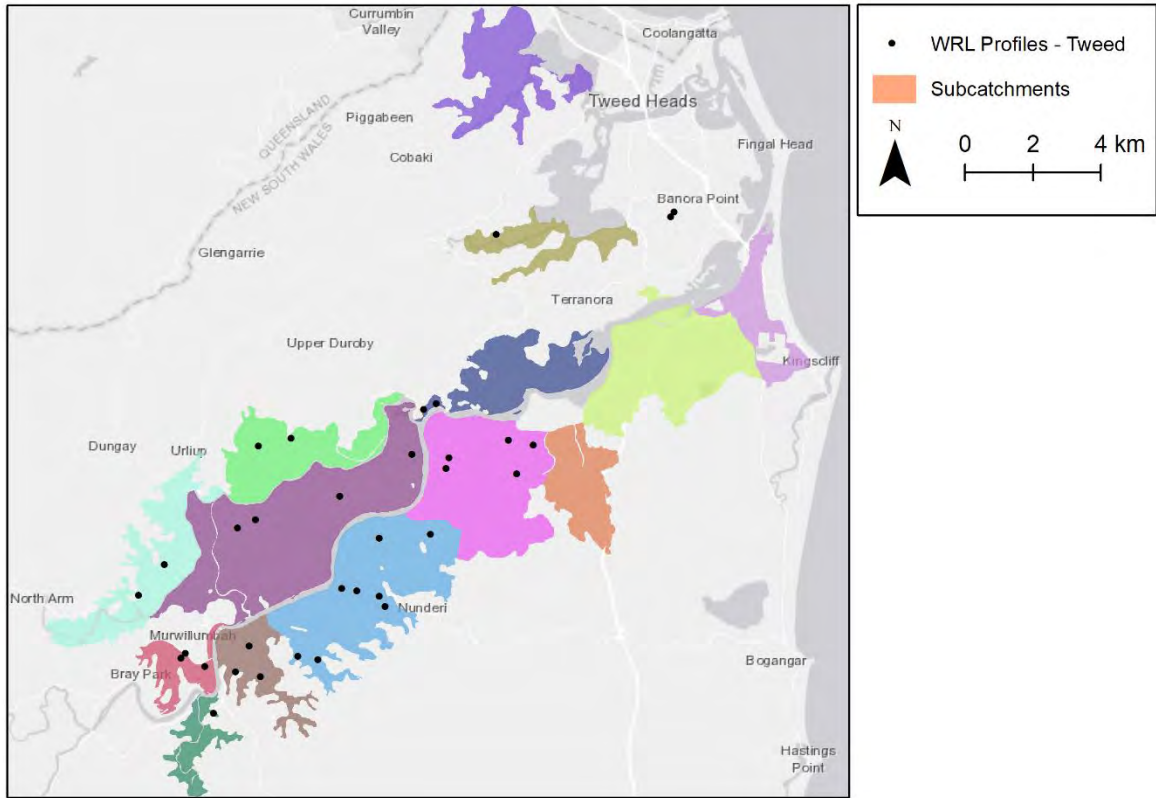 Currumbin
Valley
Coolangatta
Tweed Heads
Piggabeen
QUEENSLAND
NEW SOUTH WALES
Cobaki
Fingal Head
Banora Point
Glengarrie
Terranora
Upper Duroby
Kingscliff
Dungay
Urliup
North Arm
Nunderi
Murwillumbah
Bray Park
Bogangar
Hastings
Point
WRL Profiles - Tweed
Subcatchments
N
0 2 4 km